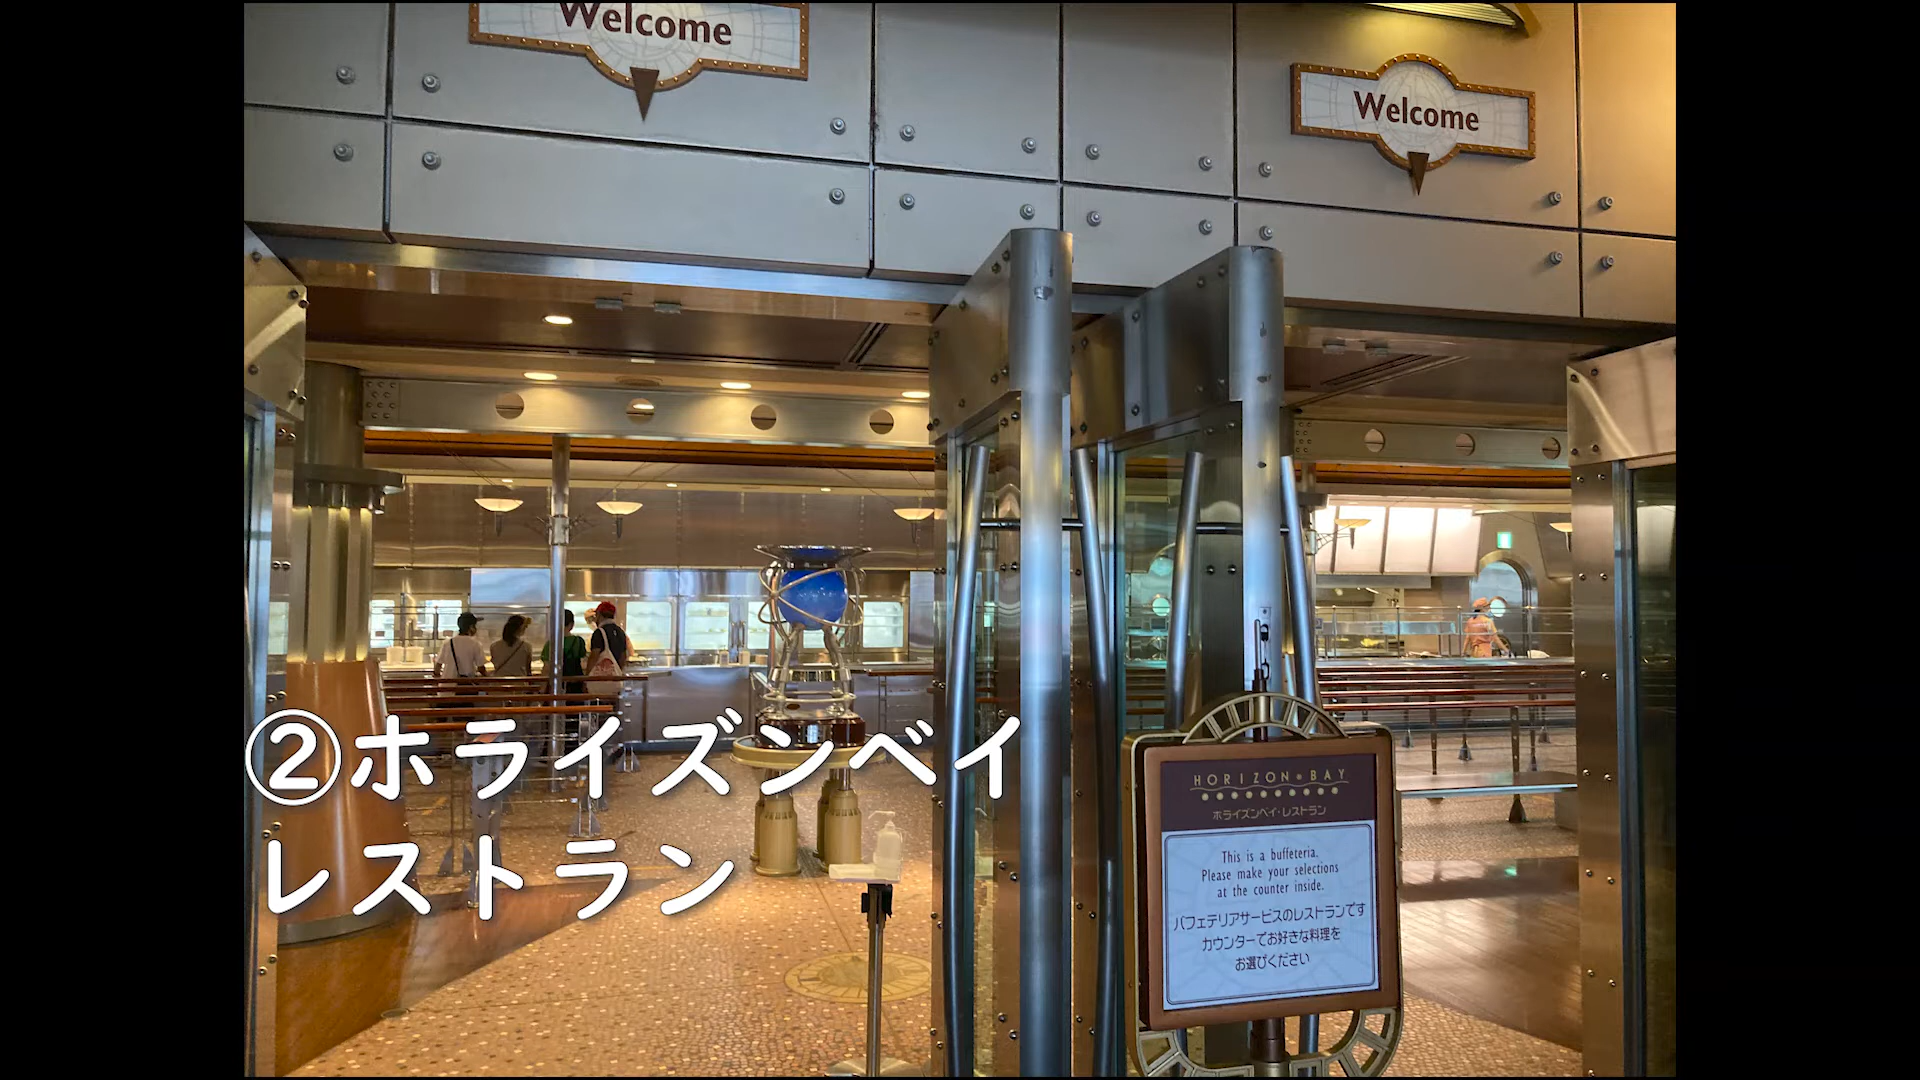 Welcome
Welcome
②ホライズンベイ
レストラン
HORIZON BAY
ホライズンベイ・レストラン
This is a buffeteria.
Please make your selections
at the counter inside.
バフェテリアサービスのレストランです
カウンターでお好きな料理を
お選びください